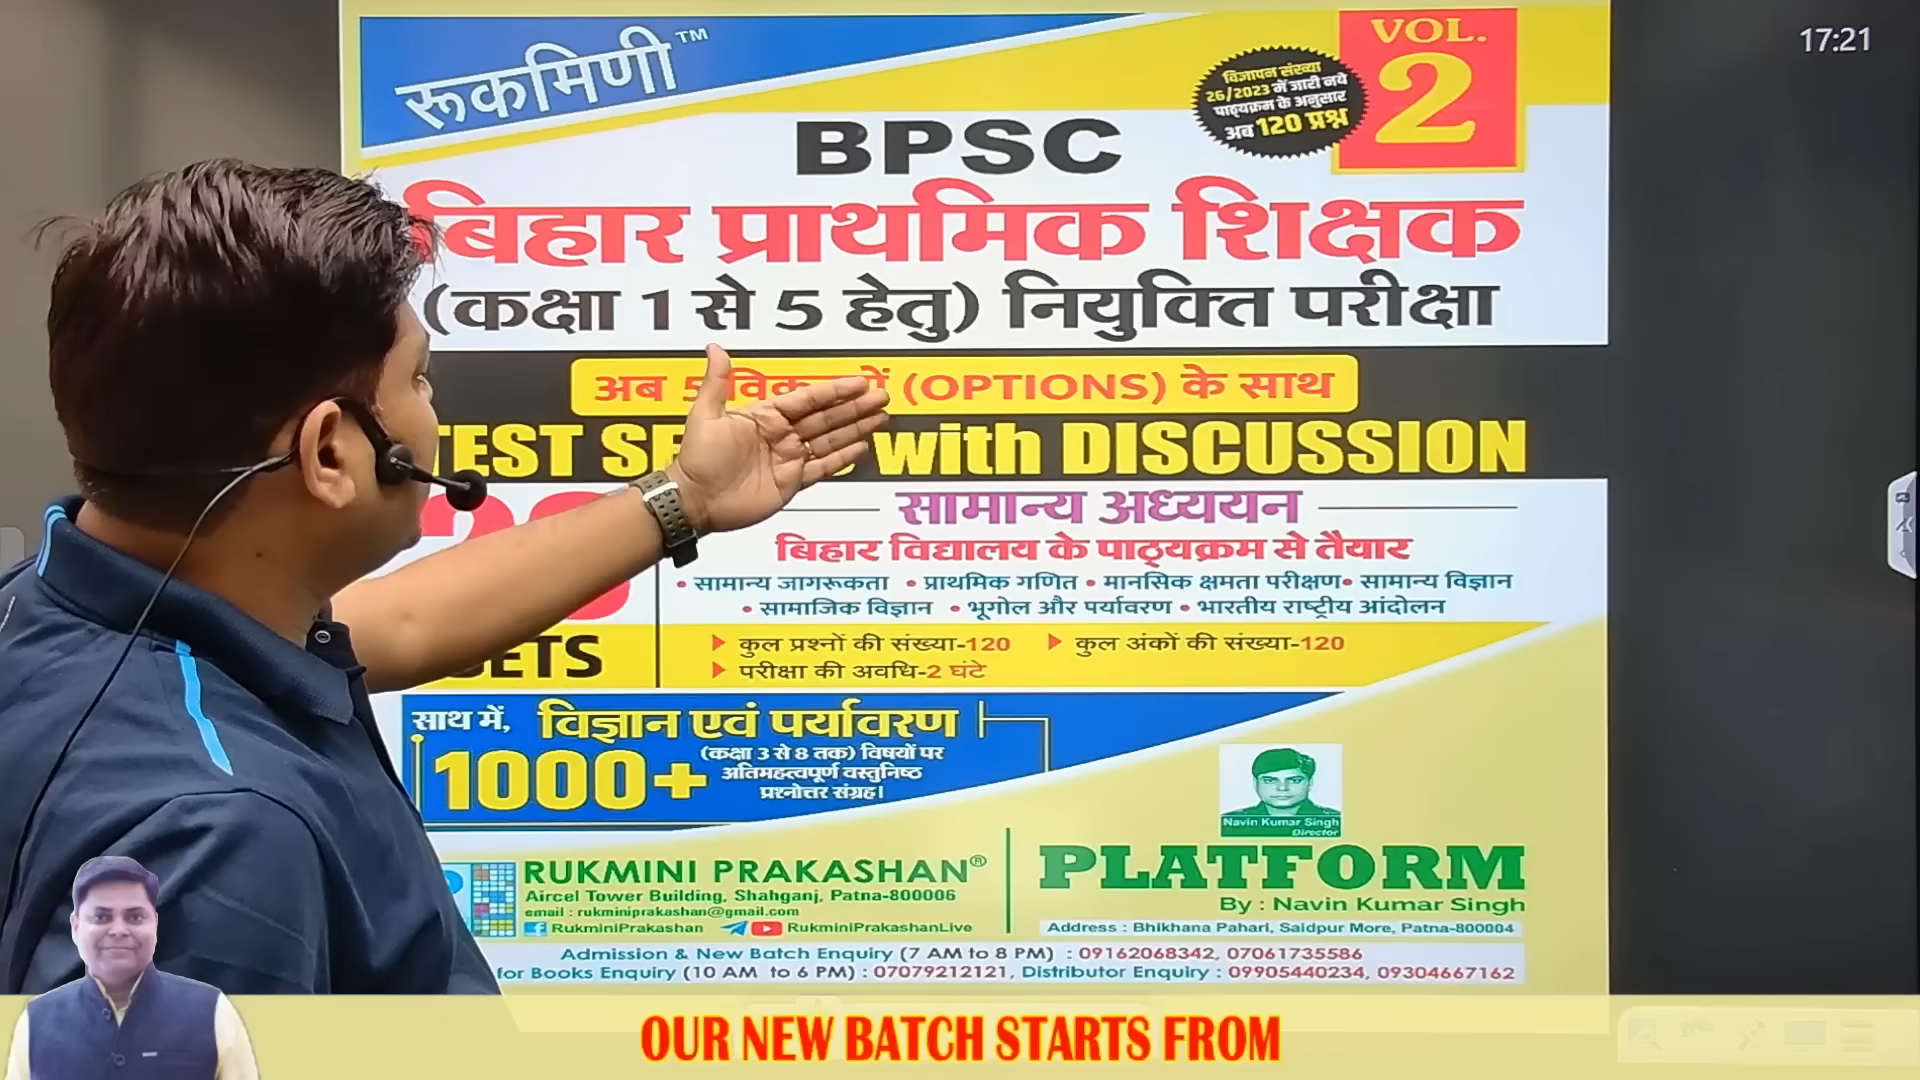 17:21
रूकमिणी™
VOL.
2
विज्ञापन संख्या
26/2023 में जारी नये
पाठ्यक्रम के अनुसार
अब 120 प्रश्न
BPSC
बिहार प्राथमिक शिक्षक
(कक्षा 1 से 5 हेतु) नियुक्ति परीक्षा
अब 5 (OPTIONS) के साथ
TEST with DISCUSSION
सामान्य अध्ययन
बिहार विद्यालय के पाठ्यक्रम से तैयार
• सामान्य जागरूकता • प्राथमिक गणित • मानसिक क्षमता परीक्षण • सामान्य विज्ञान
• सामाजिक विज्ञान • भूगोल और पर्यावरण • भारतीय राष्ट्रीय आंदोलन
SETS
कुल प्रश्नों की संख्या-120 कुल अंकों की संख्या-120
परीक्षा की अवधि-2 घंटे
साथ में, विज्ञान एवं पर्यावरण
1000+
(कक्षा 3 से 8 तक) विषयों पर
अतिमहत्वपूर्ण वस्तुनिष्ठ
प्रश्नोत्तर संग्रह।
Navin Kumar Singh
Director
RUKMINI PRAKASHAN®
Aircel Tower Building, Shahganj, Patna-800006
email : rukminiprakashan@gmail.com
RukminiPrakashan RukminiPrakashanLive
PLATFORM
By : Navin Kumar Singh
Address : Bhikhana Pahari, Saidpur More, Patna-800004
Admission & New Batch Enquiry (7 AM to 8 PM) : 09162068342, 07061735586
for Books Enquiry (10 AM to 6 PM) : 07079212121, Distributor Enquiry : 09905440234, 09304667162
OUR NEW BATCH STARTS FROM